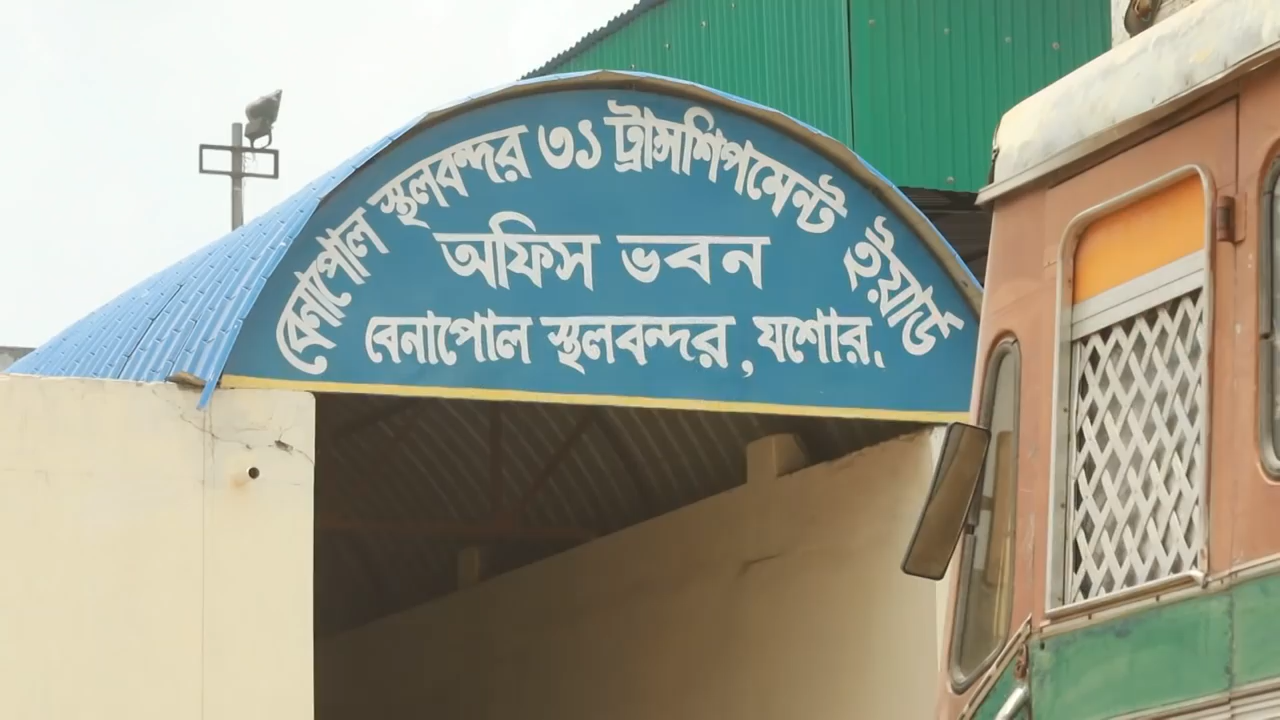 বেনাপোল স্থলবন্দর ৩১ ট্রান্সশিপমেন্ট ইয়ার্ড
অফিস ভবন
বেনাপোল স্থলবন্দর, যশোর.